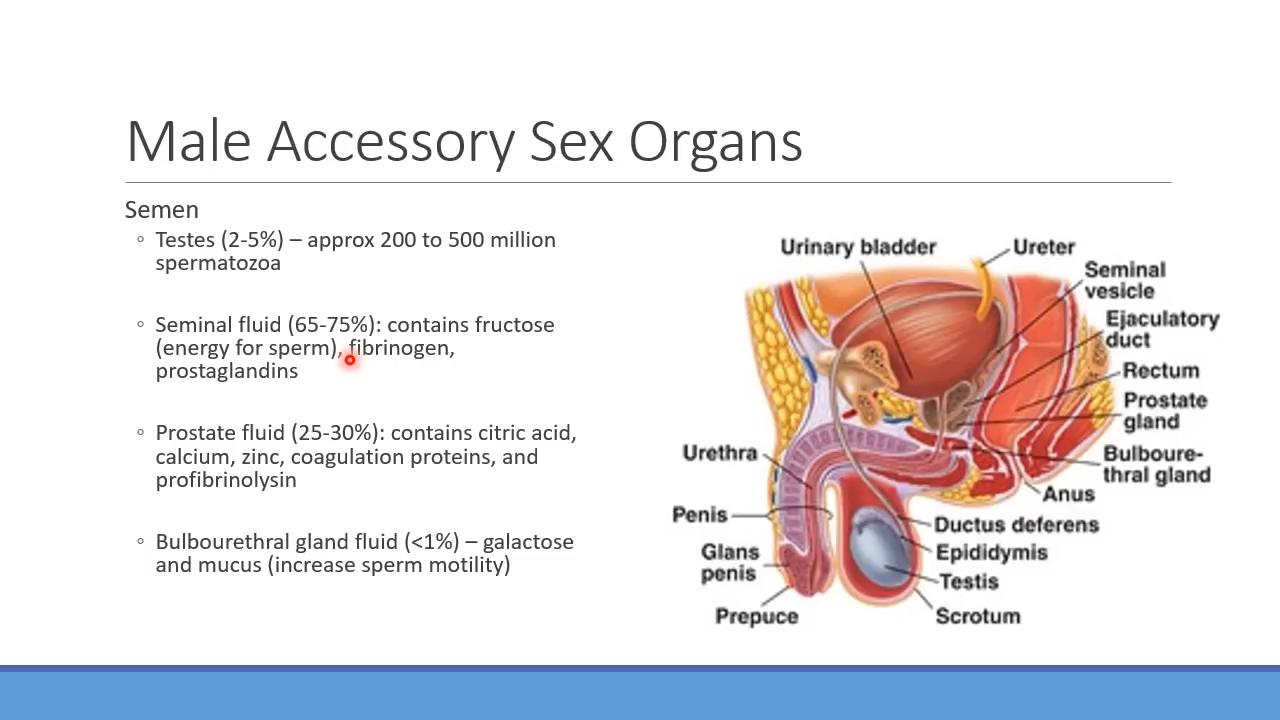 Male Accessory Sex Organs
Semen
◦ Testes (2-5%) – approx 200 to 500 million
spermatozoa
◦ Seminal fluid (65-75%): contains fructose
(energy for sperm), fibrinogen,
prostaglandins
◦ Prostate fluid (25-30%): contains citric acid,
calcium, zinc, coagulation proteins, and
profibrinolysin
◦ Bulbourethral gland fluid (<1%) – galactose
and mucus (increase sperm motility)
Urinary bladder
Ureter
Seminal
vesicle
Ejaculatory
duct
Rectum
Prostate
gland
Bulboure-
thral gland
Anus
Ductus deferens
Epididymis
Testis
Scrotum
Urethra
Penis
Glans
penis
Prepuce